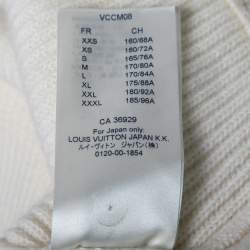 VCCM08
FR CH
XXS 160/68A
XS 160/72A
S 165/76A
M 170/80A
L 170/84A
XL 175/88A
XXL 180/92A
XXXL 185/96A
CA 36929
For Japan only:
LOUIS VUITTON JAPAN K.K.
ルイ・ヴィトン ジャパン(株)
0120-00-1854